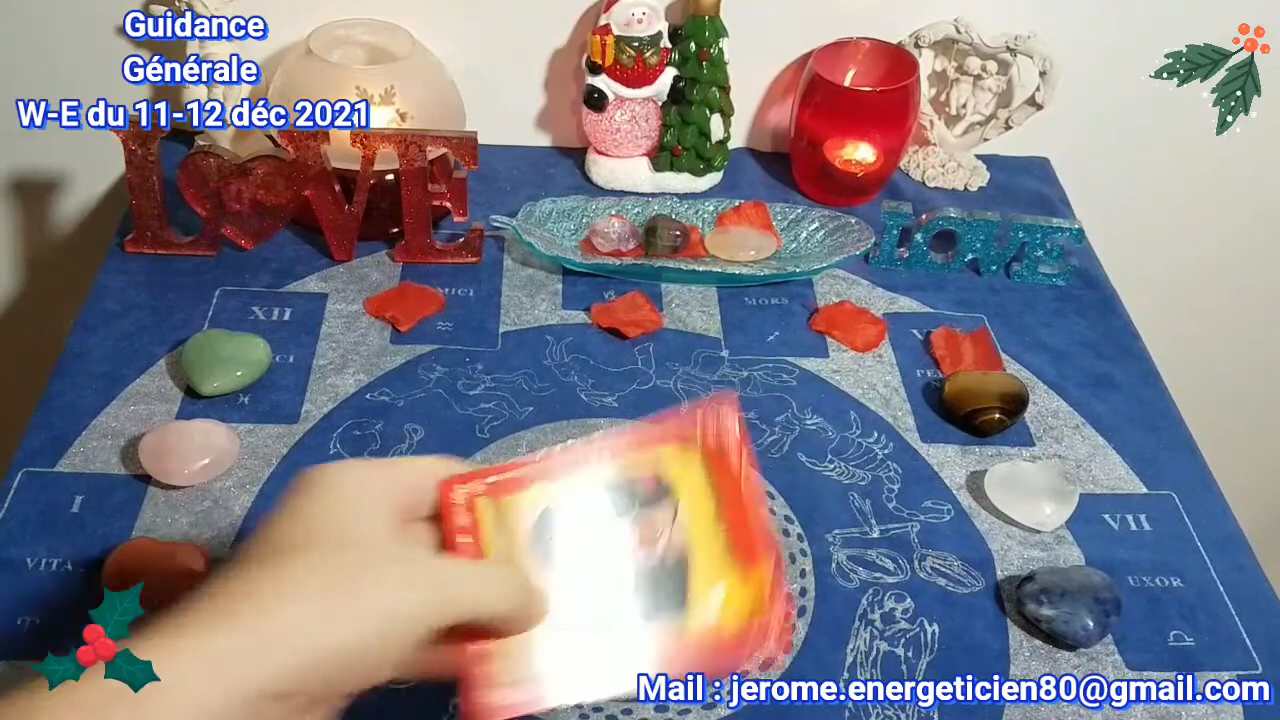 Guidance
Générale
W-E du 11-12 déc 2021
LOVE
LOVE
MORS
XII
I
VITA
VII
UXOR
Mail : jerome.energeticien80@gmail.com